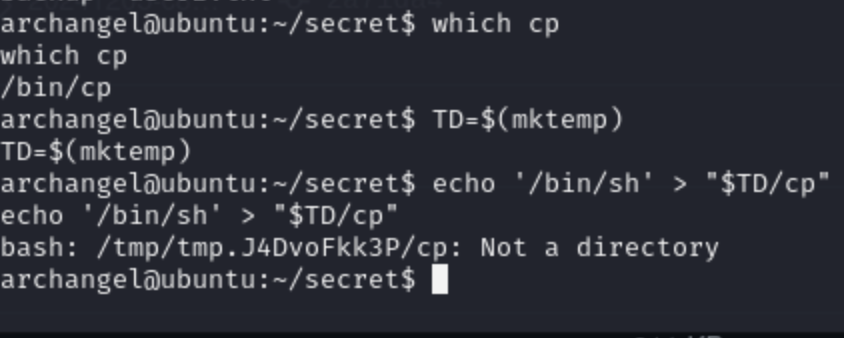 archangel@ubuntu:~/secret$ which cp
which cp
/bin/cp
archangel@ubuntu:~/secret$ TD=$(mktemp)
TD=$(mktemp)
archangel@ubuntu:~/secret$ echo '/bin/sh' > "$TD/cp"
echo '/bin/sh' > "$TD/cp"
bash: /tmp/tmp.J4DvoFkk3P/cp: Not a directory
archangel@ubuntu:~/secret$